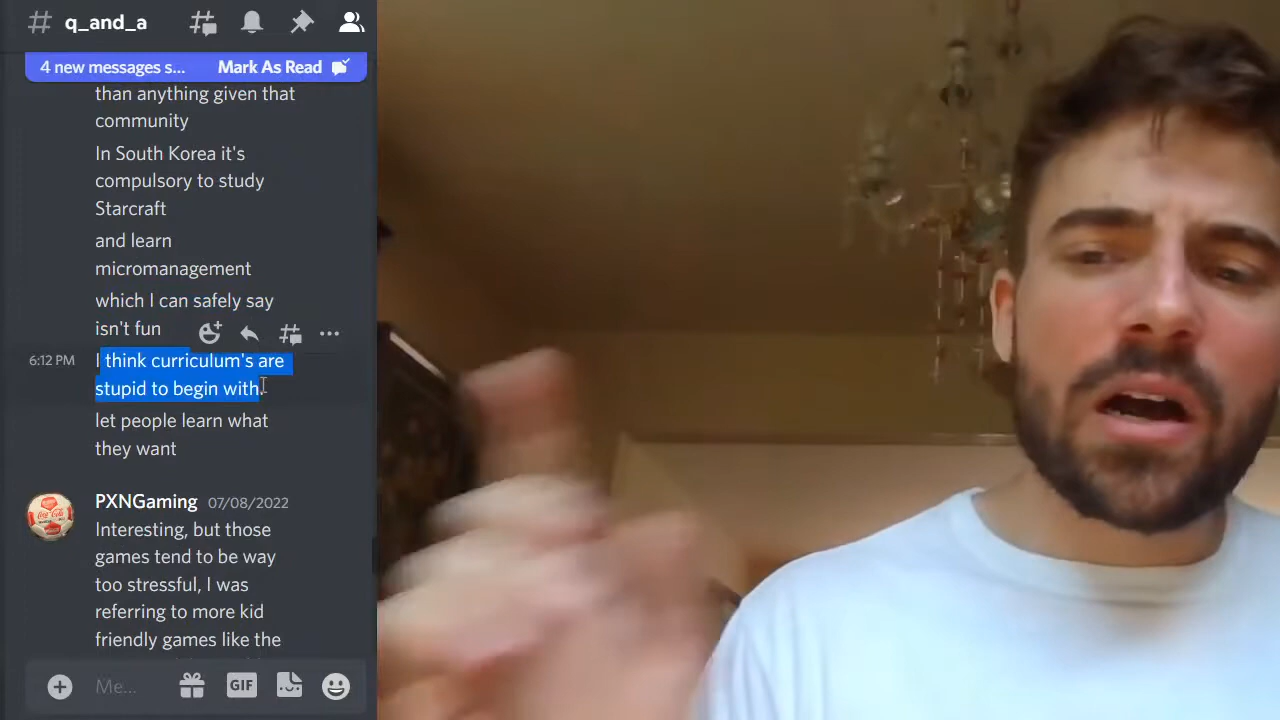 q_and_a
4 new messages s... Mark As Read
than anything given that
community
In South Korea it's
compulsory to study
Starcraft
and learn
micromanagement
which I can safely say
isn't fun
6:12 PM I think curriculum's are
stupid to begin with.
let people learn what
they want
PXNGaming 07/08/2022
Interesting, but those
games tend to be way
too stressful, I was
referring to more kid
friendly games like the
Me...
GIF